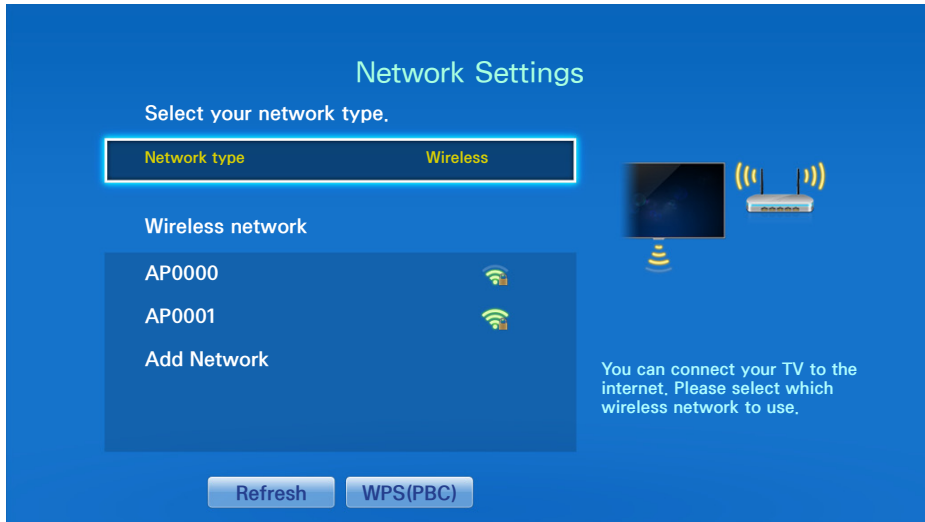 Network Settings
Select your network type.
Network type Wireless
Wireless network
AP0000
AP0001
Add Network
You can connect your TV to the
internet. Please select which
wireless network to use.
Refresh WPS(PBC)